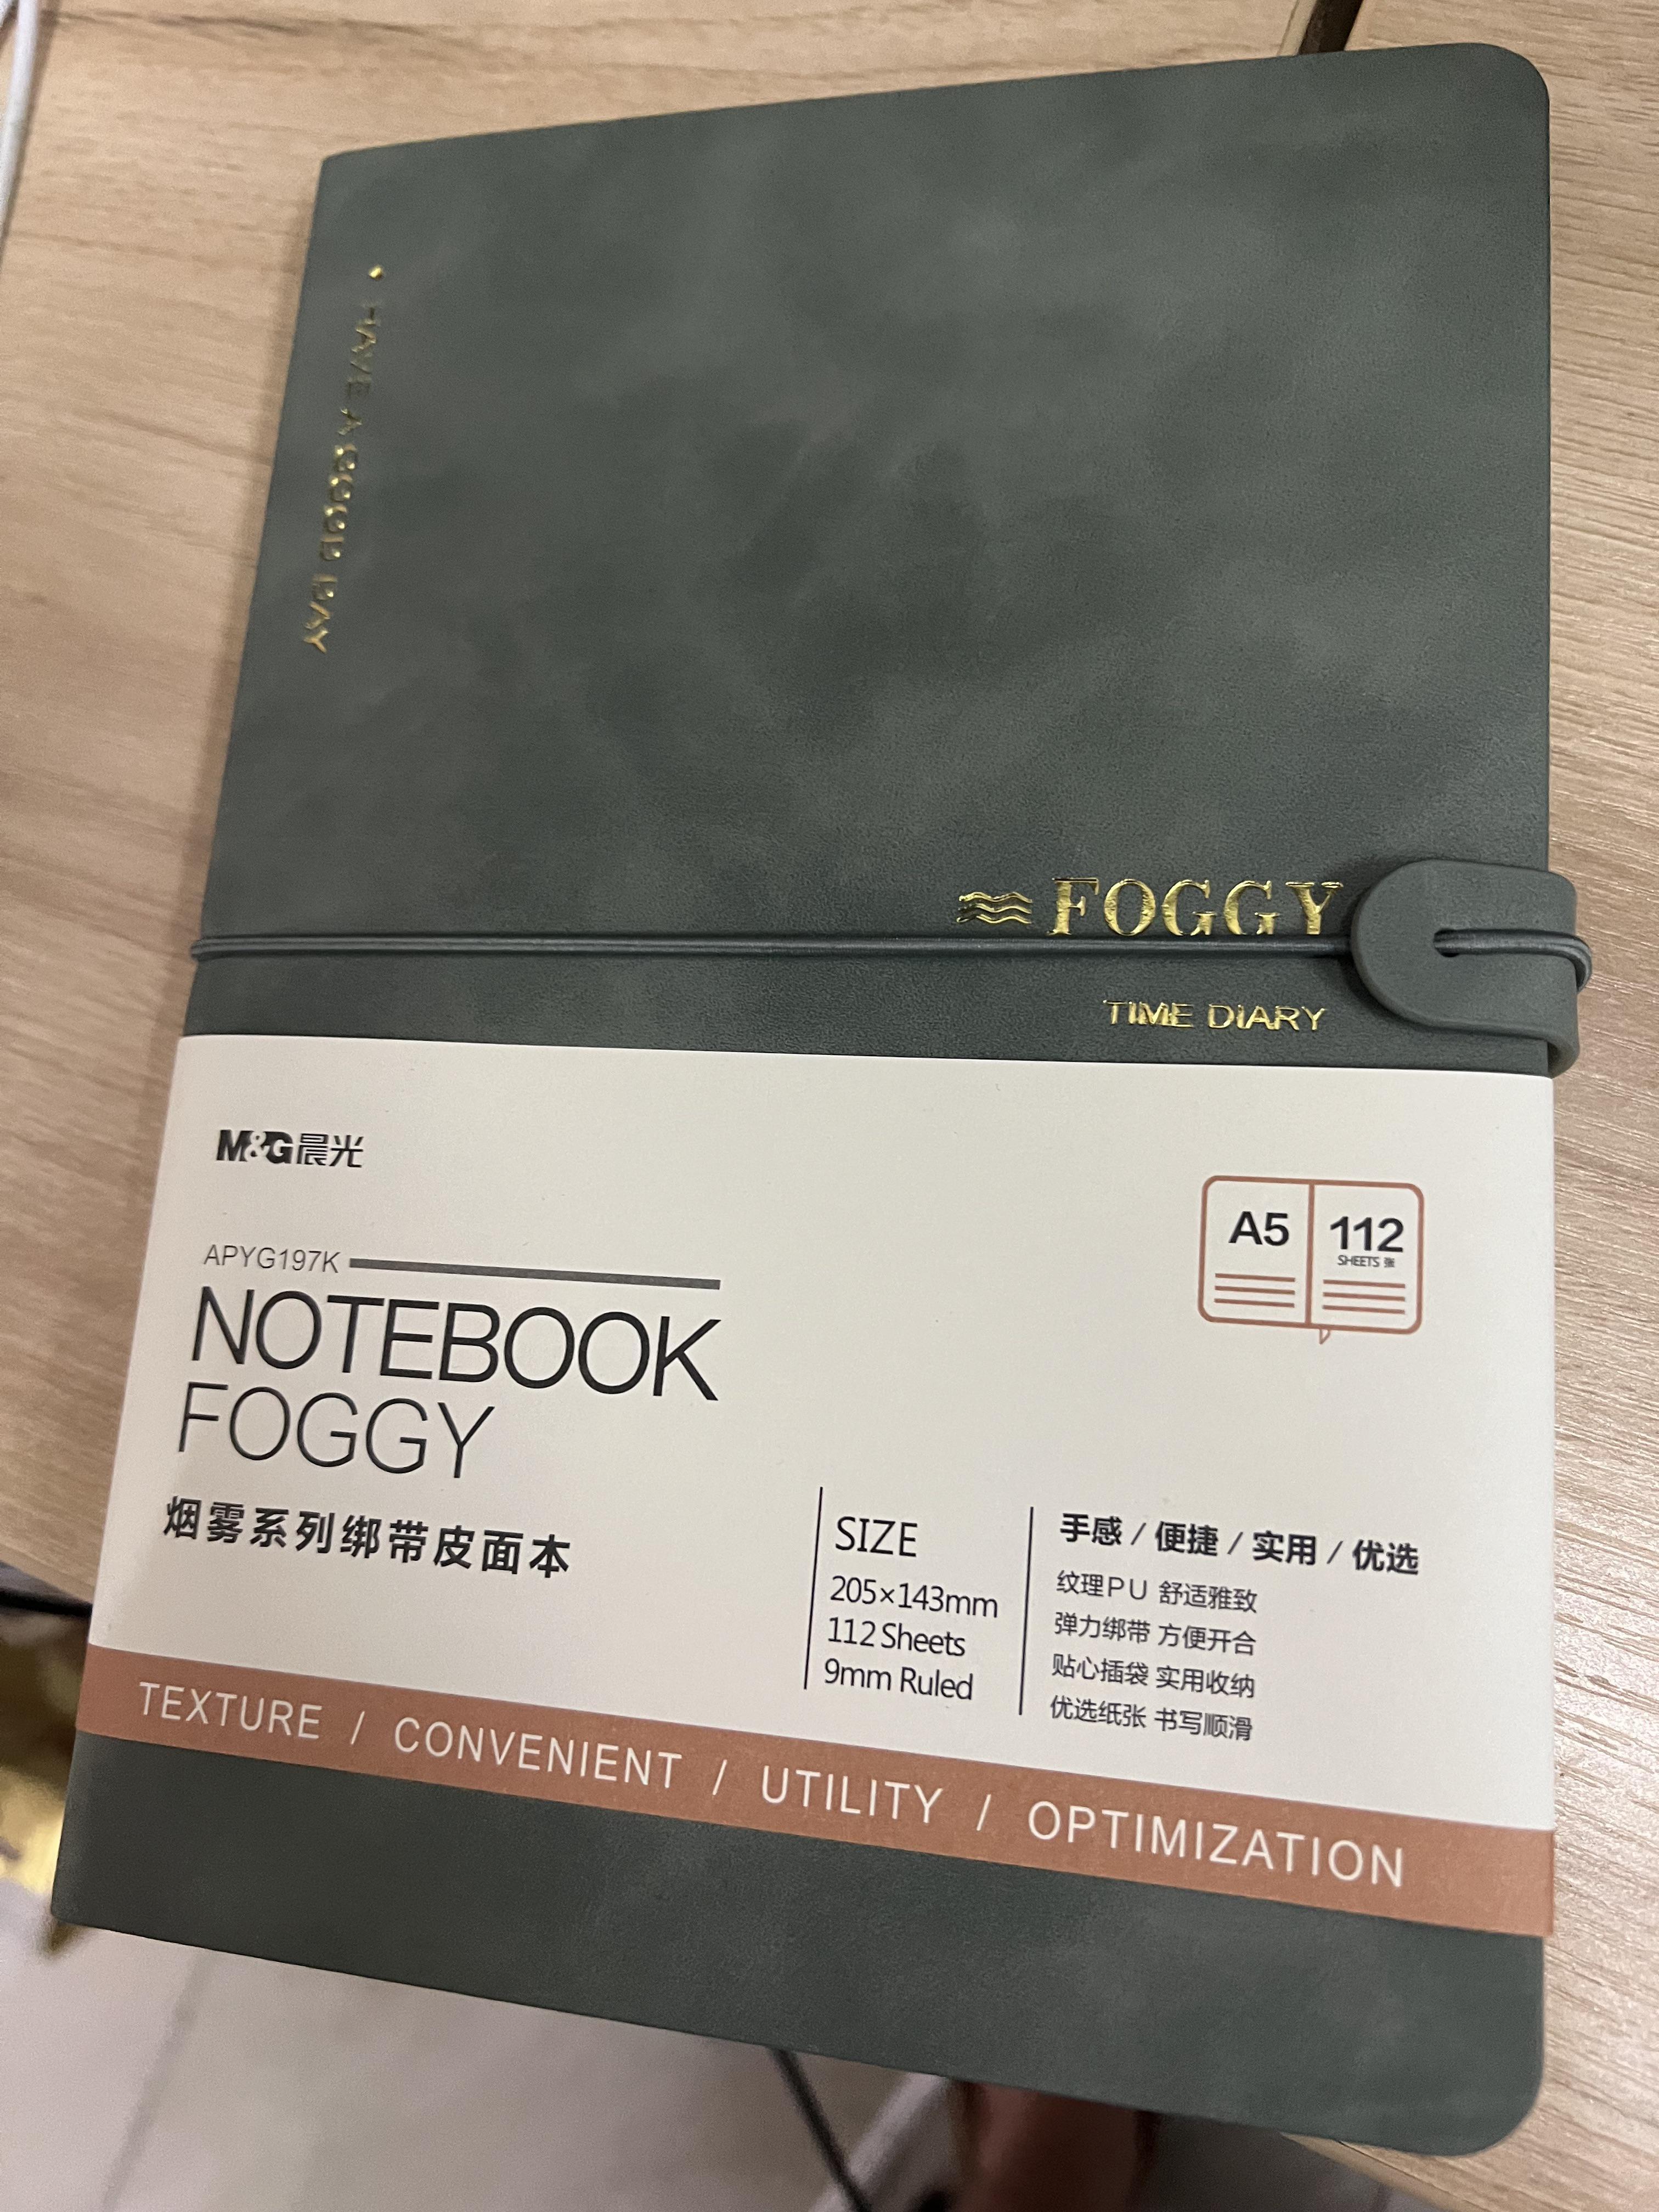 HAVE A GOOD DAY
FOGGY
TIME DIARY
M&G晨光
A5
112
SHEETS 张
APYG197K
NOTEBOOK
FOGGY
烟雾系列绑带皮面本
SIZE
205×143mm
112 Sheets
9mm Ruled
手感 / 便捷 / 实用 / 优选
纹理PU 舒适雅致
弹力绑带 方便开合
贴心插袋 实用收纳
优选纸张 书写顺滑
TEXTURE / CONVENIENT / UTILITY / OPTIMIZATION